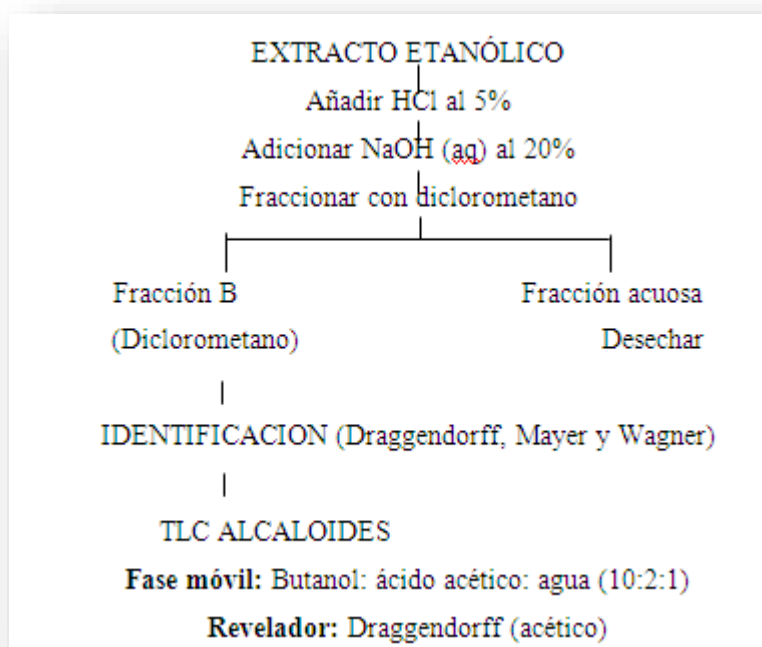 EXTRACTO ETANÓLICO
Añadir HCl al 5%
Adicionar NaOH (aq) al 20%
Fraccionar con diclorometano
Fracción B
(Diclorometano)
Fracción acuosa
Desechar
IDENTIFICACION (Draggendorff, Mayer y Wagner)
TLC ALCALOIDES
Fase móvil: Butanol: ácido acético: agua (10:2:1)
Revelador: Draggendorff (acético)